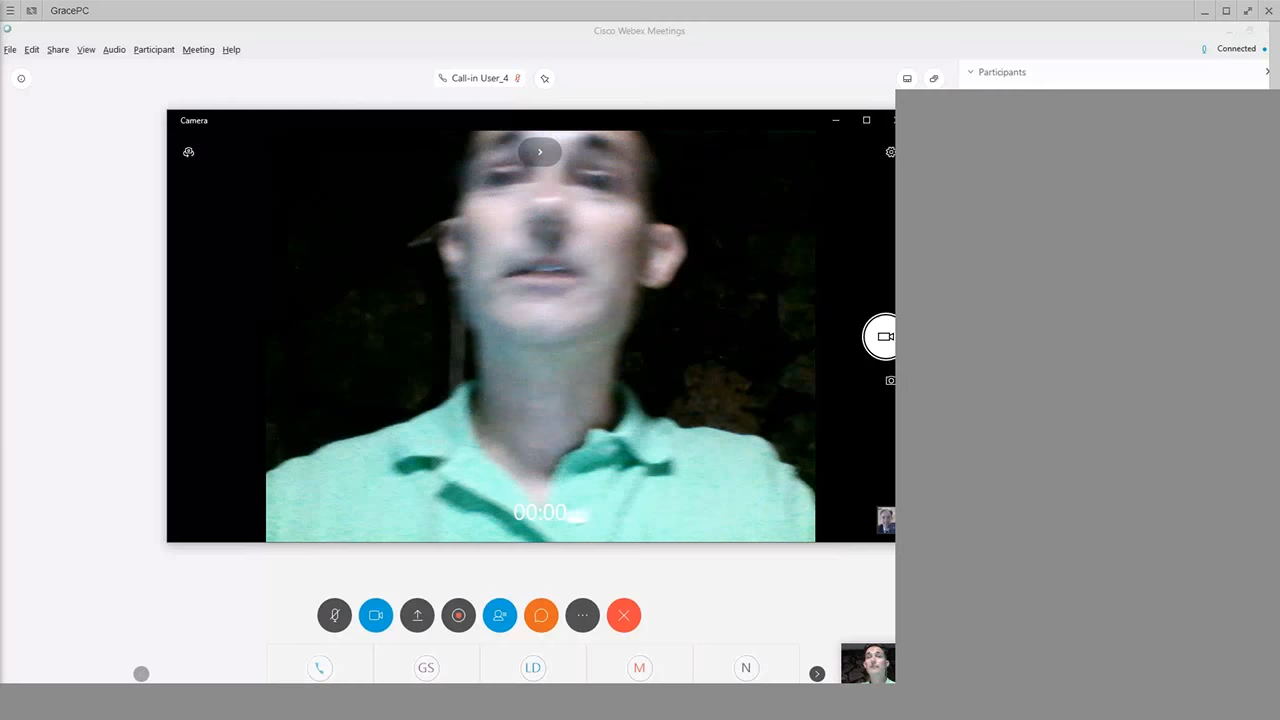 GracePC
Cisco Webex Meetings
File Edit Share View Audio Participant Meeting Help
Connected
Call-in User_4
Participants
Camera
00:00
GS LD M N